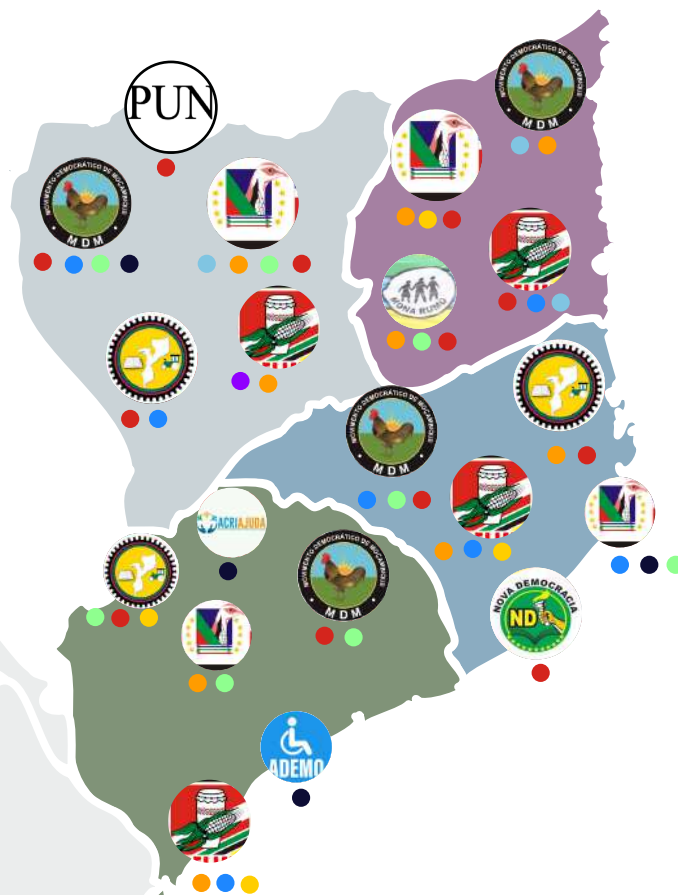 MOVIMENTO DEMOCRÁTICO DE MOÇAMBIQUE
MDM
PUN
MOVIMENTO DEMOCRÁTICO DE MOÇAMBIQUE
MDM
MONA RUMÚ
MOVIMENTO DEMOCRÁTICO DE MOÇAMBIQUE
MDM
ACRIAJUDA
MOVIMENTO DEMOCRÁTICO DE MOÇAMBIQUE
MDM
NOVA DEMOCRACIA
ND
ADEMO